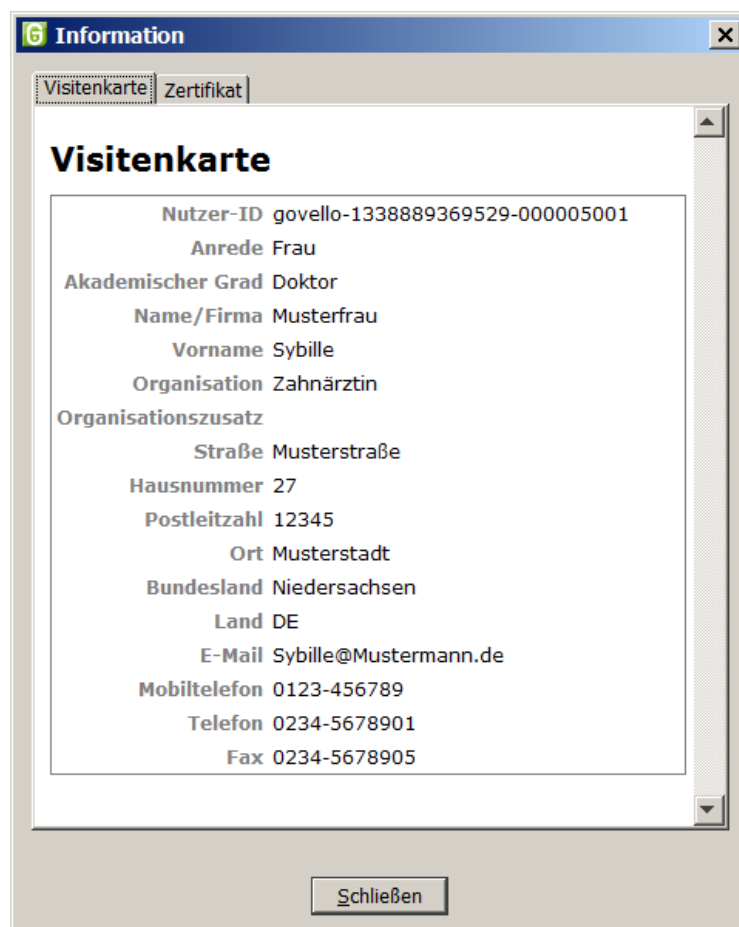 Information
Visitenkarte Zertifikat
Visitenkarte
Nutzer-ID govello-1338889369529-000005001
Anrede Frau
Akademischer Grad Doktor
Name/Firma Musterfrau
Vorname Sybille
Organisation Zahnärztin
Organisationszusatz
Straße Musterstraße
Hausnummer 27
Postleitzahl 12345
Ort Musterstadt
Bundesland Niedersachsen
Land DE
E-Mail Sybille@Mustermann.de
Mobiltelefon 0123-456789
Telefon 0234-5678901
Fax 0234-5678905
Schließen